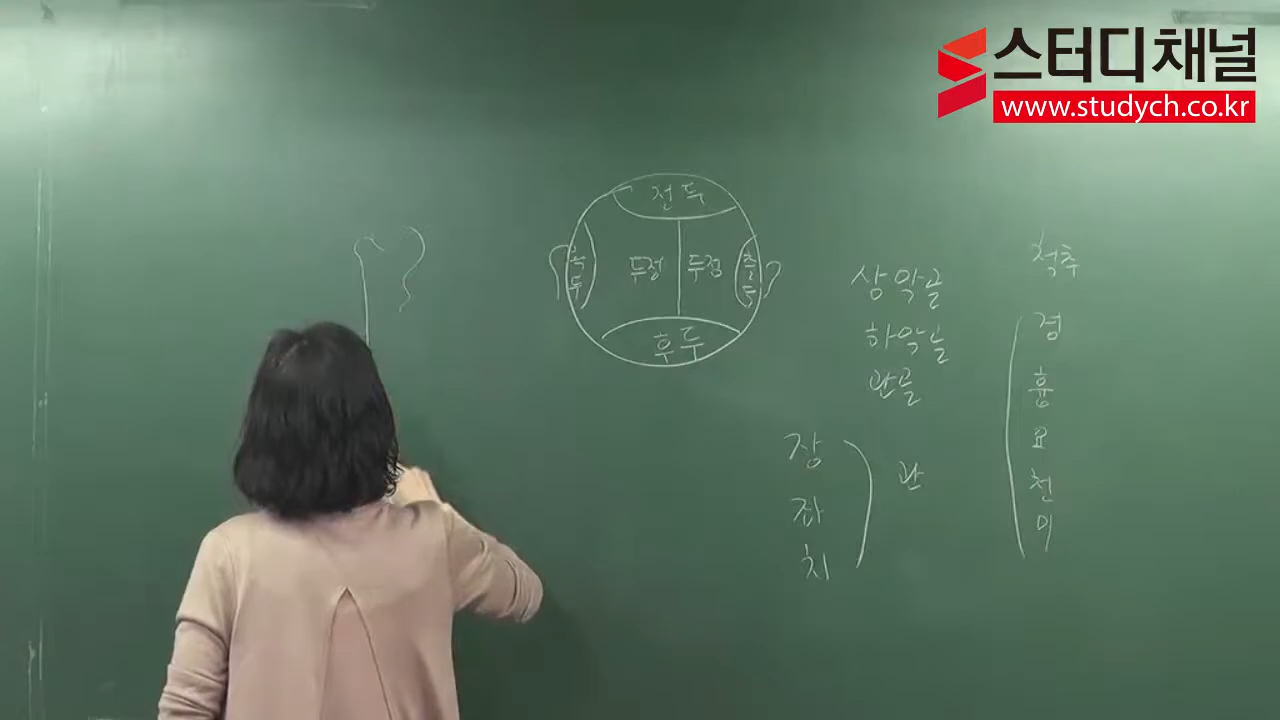 스터디채널
www.studych.co.kr
전두
측두
두정
두정
측두
후두
상악골
하악골
관골
장
좌
치
관
척추
경
흉
요
천
미